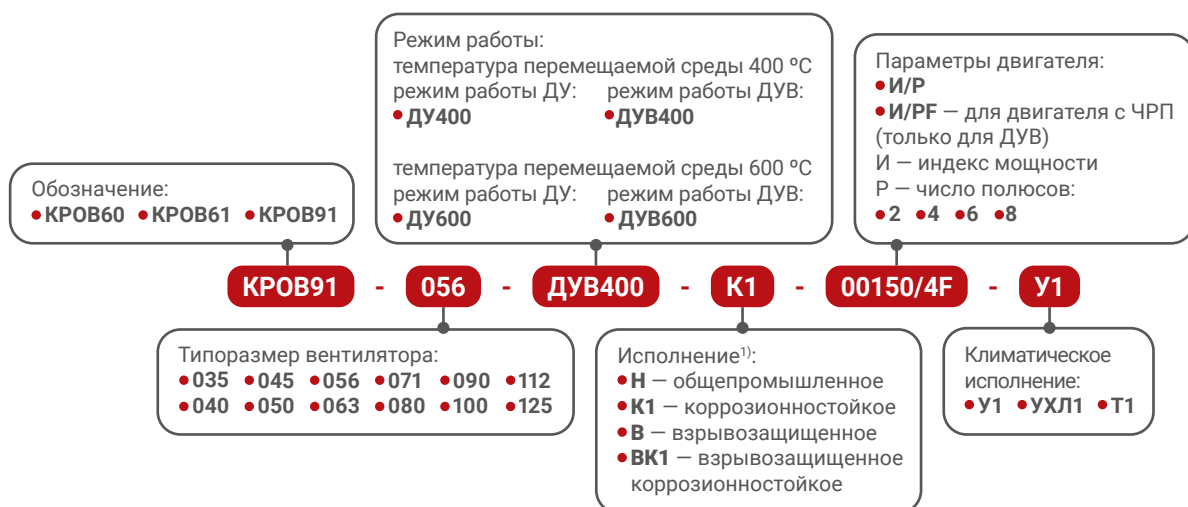 Режим работы:
температура перемещаемой среды 400 ºС
режим работы ДУ: режим работы ДУВ:
• ДУ400 • ДУВ400
температура перемещаемой среды 600 ºС
режим работы ДУ: режим работы ДУВ:
• ДУ600 • ДУВ600
Параметры двигателя:
• И/Р
• И/PF — для двигателя с ЧРП
(только для ДУВ)
И — индекс мощности
Р — число полюсов:
• 2 • 4 • 6 • 8
Обозначение:
• КРОВ60 • КРОВ61 • КРОВ91
КРОВ91 - 056 - ДУВ400 - К1 - 00150/4F - У1
Типоразмер вентилятора:
• 035 • 045 • 056 • 071 • 090 • 112
• 040 • 050 • 063 • 080 • 100 • 125
Исполнение¹⁾:
• Н — общепромышленное
• К1 — коррозионностойкое
• В — взрывозащищенное
• ВК1 — взрывозащищенное
коррозионностойкое
Климатическое
исполнение:
• У1 • УХЛ1 • Т1